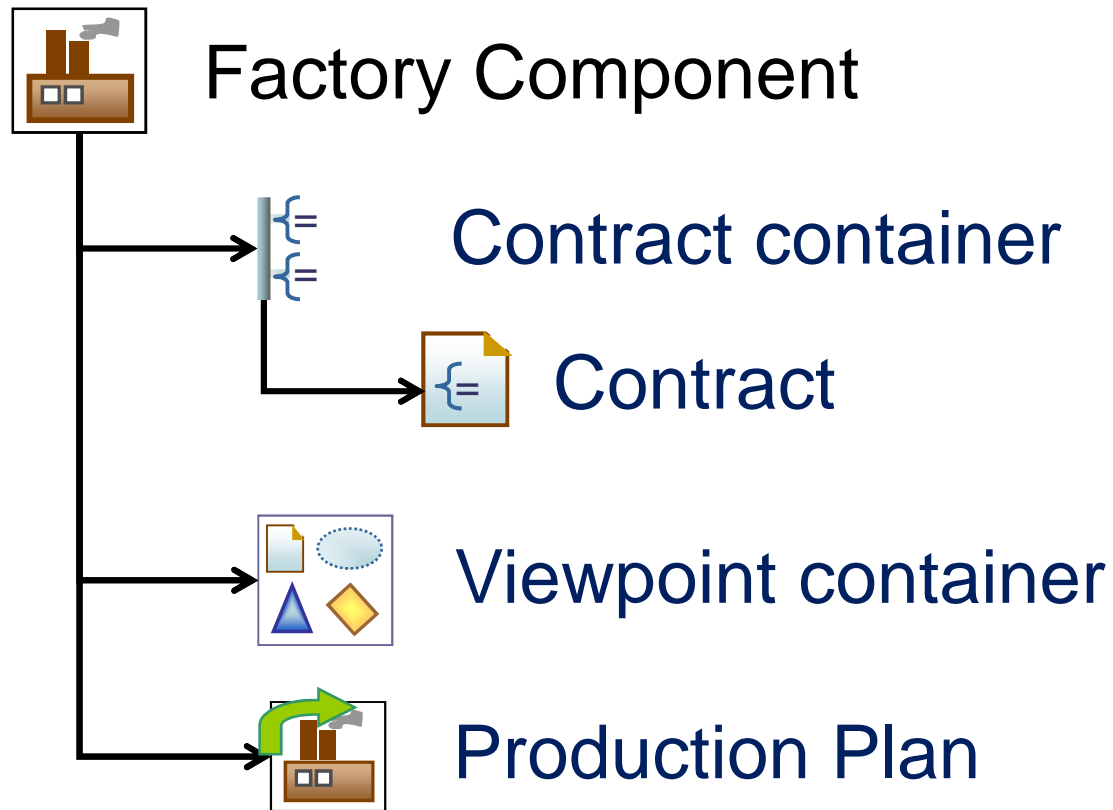 Factory Component
Contract container
Contract
Viewpoint container
Production Plan